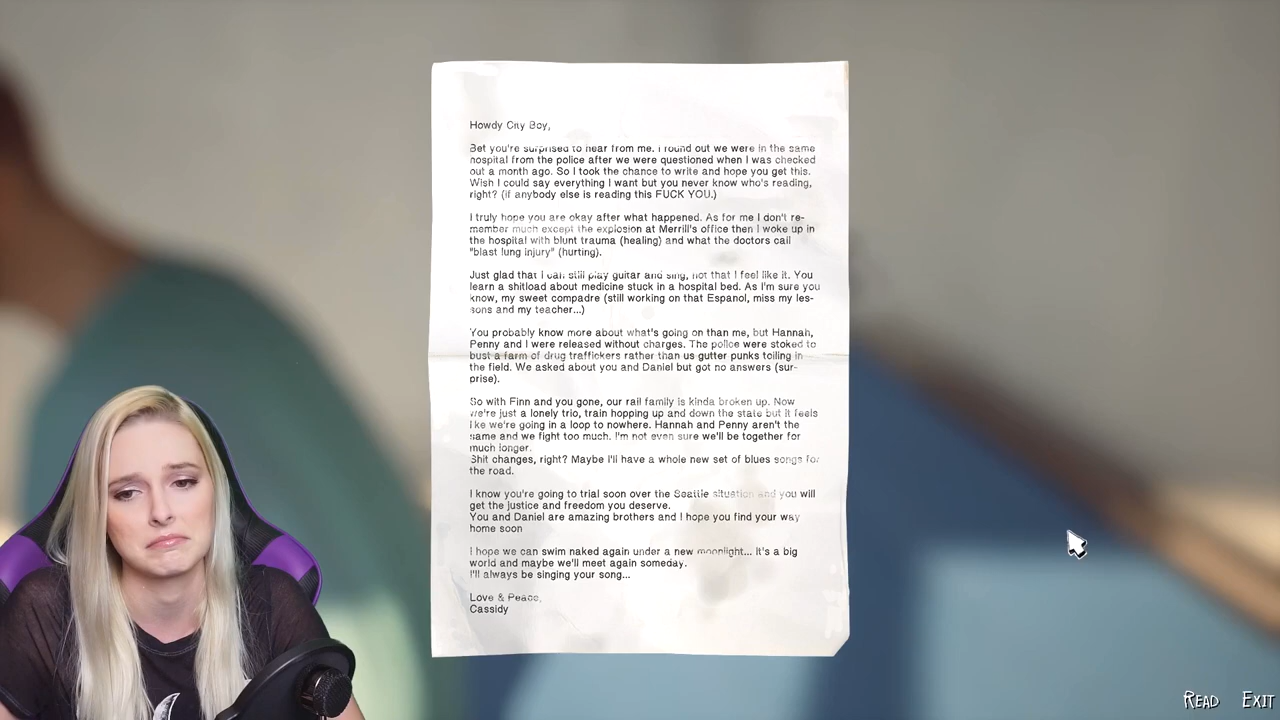 Howdy Cry Boy,
Bet you're surprised to hear from me. I found out we were in the same
hospital from the police after we were questioned when I was checked
out a month ago. So I took the chance to write and hope you get this.
Wish I could say everything I want but you never know who's reading,
right? (if anybody else is reading this FUCK YOU.)
I truly hope you are okay after what happened. As for me I don't re-
member much except the explosion at Merrill's office then I woke up in
the hospital with blunt trauma (healing) and what the doctors call
"blast lung injury" (hurting).
Just glad that I can still play guitar and sing, not that I feel like it. You
learn a shitload about medicine stuck in a hospital bed. As I'm sure you
know, my sweet compadre (still working on that Espanol, miss my les-
sons and my teacher...)
You probably know more about what's going on than me, but Hannah,
Penny and I were released without charges. The police were stoked to
bust a farm of drug traffickers rather than us gutter punks toiling in
the field. We asked about you and Daniel but got no answers (sur-
prise).
So with Finn and you gone, our rail family is kinda broken up. Now
we're just a lonely trio, train hopping up and down the state but it feels
like we're going in a loop to nowhere. Hannah and Penny aren't the
same and we fight too much. I'm not even sure we'll be together for
much longer.
Shit changes, right? Maybe I'll have a whole new set of blues songs for
the road.
I know you're going to trial soon over the Seattle situation and you will
get the justice and freedom you deserve.
You and Daniel are amazing brothers and I hope you find your way
home soon
I hope we can swim naked again under a new moonlight... It's a big
world and maybe we'll meet again someday.
I'll always be singing your song...
Love & Peace,
Cassidy
READ EXIT